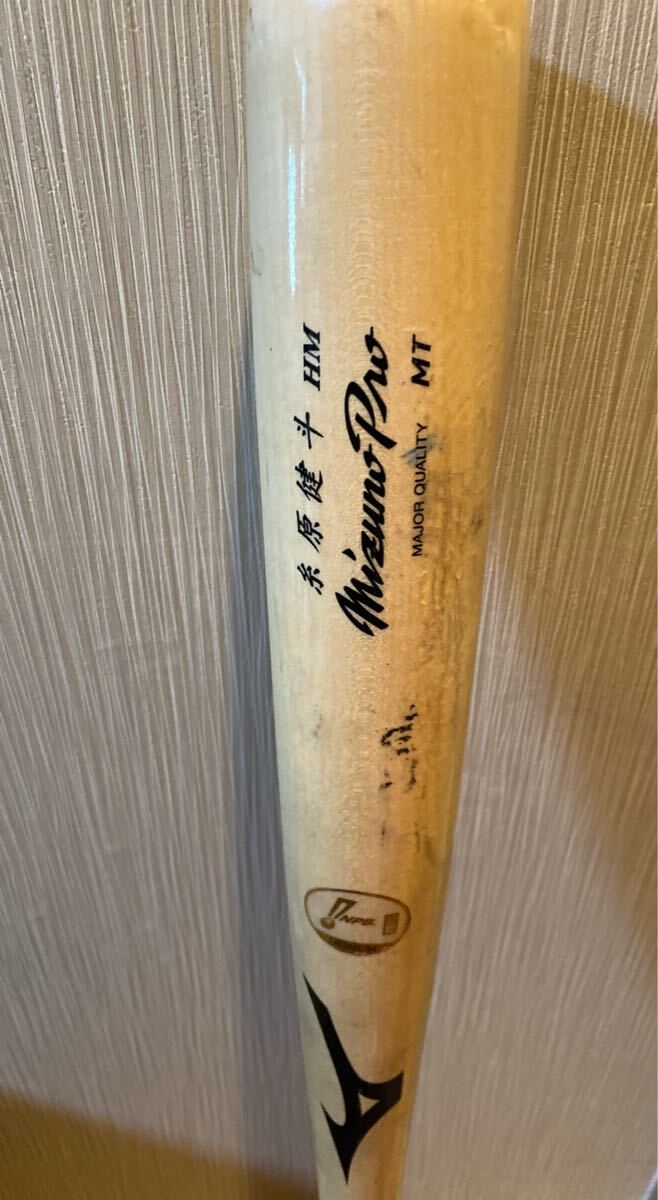 糸原健斗 HM
Mizuno Pro
MAJOR QUALITY MT
NPB